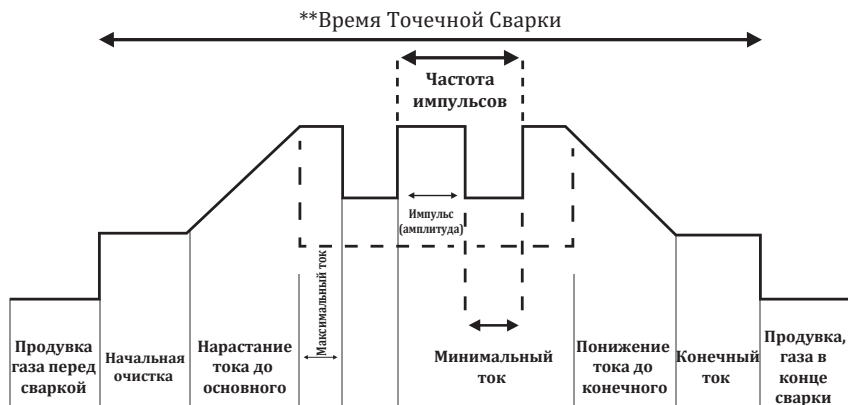 **Время Точечной Сварки
Частота
импульсов
Импульс
(амплитуда)
Максимальный ток
Продувка
газа перед
сваркой
Начальная
очистка
Нарастание
тока до
основного
Минимальный
ток
Понижение
тока до
конечного
Конечный
ток
Продувка,
газа в
конце
сварки